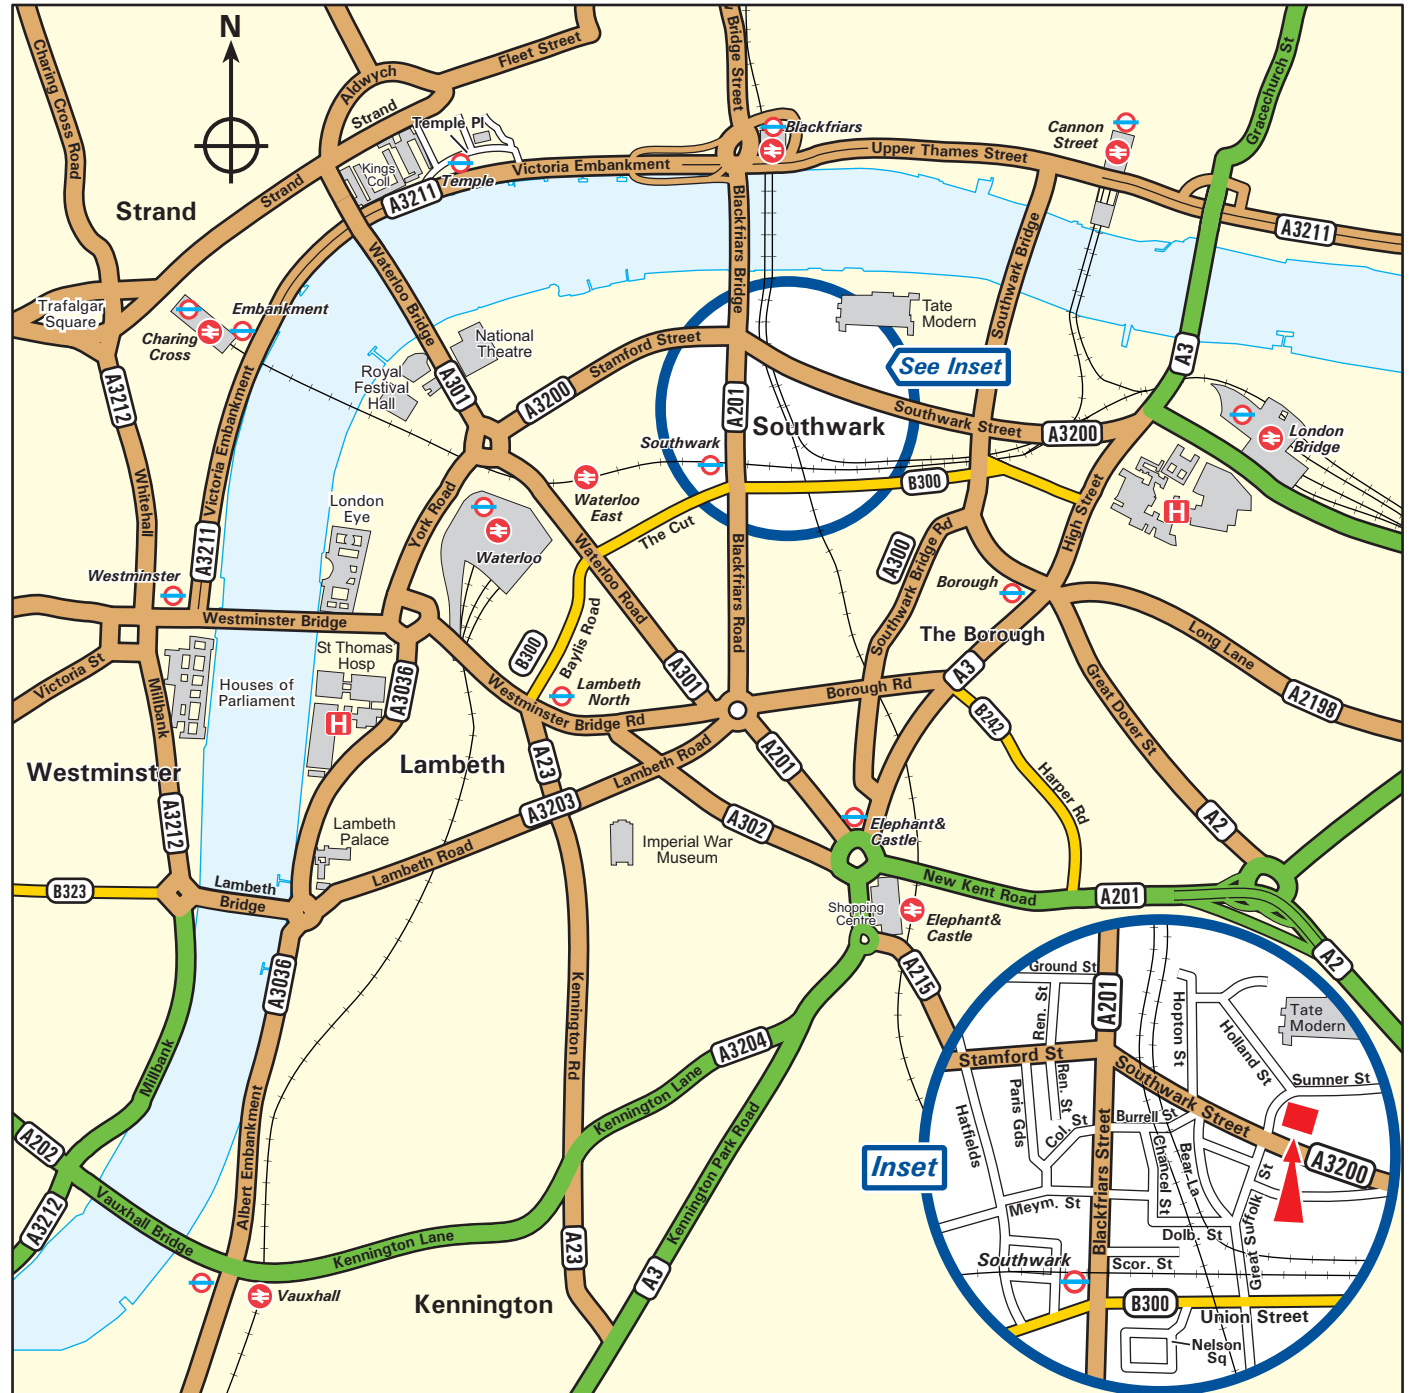 N
Charing Cross Road
Aldwych
Fleet Street
Strand
Temple Pl
Kings
Coll
Temple
A3211
Victoria Embankment
w Bridge Street
Blackfriars
Upper Thames Street
Cannon
Street
Gracechurch St
A3211
Strand
Strand
Trafalgar
Square
Charing
Cross
Embankment
Waterloo Bridge
Blackfriars Bridge
Southwark Bridge
Tate
Modern
See Inset
A3
National
Theatre
Royal
Festival
Hall
A301
Stamford Street
A3200
A201
Southwark
Southwark
Southwark Street
A3200
London
Bridge
A3212
Whitehall
Victoria Embankment
A3211
London
Eye
York Road
Waterloo
Waterloo
East
The Cut
B300
High Street
H
Westminster
Westminster Bridge
Waterloo Road
Blackfriars Road
A300
Southwark Bridge Rd
Borough
The Borough
Long Lane
A2198
Victoria St
Millbank
Houses of
Parliament
St Thomas
Hosp
H
A3036
B300
Baylis Road
Lambeth
North
A301
Westminster Bridge Rd
Borough Rd
A3
B242
Great Dover St
Harper Rd
A2
Westminster
Lambeth
A23
A3203
Lambeth Road
A201
A302
Imperial War
Museum
Elephant&
Castle
A3212
Lambeth
Palace
Lambeth Road
B323
Lambeth
Bridge
New Kent Road
A201
A2
Shopping
Centre
Elephant&
Castle
A215
A3036
Kennington Rd
A3204
Kennington Lane
Kennington Park Road
Millbank
A202
A3212
Vauxhall Bridge
Albert Embankment
Kennington Lane
A23
A3
Vauxhall
Kennington
Inset
Ground St
A201
Ren. St
Hopton St
Holland St
Tate
Modern
Stamford St
Southwark Street
Sumner St
Hatfields
Paris Gds
Ren. St
Col. St
Burrell St
Blackfriars Street
Chancel St
Bear-La
A3200
Great Suffolk St
Meym. St
Dolb. St
Southwark
Scor. St
B300
Union Street
Nelson
Sq